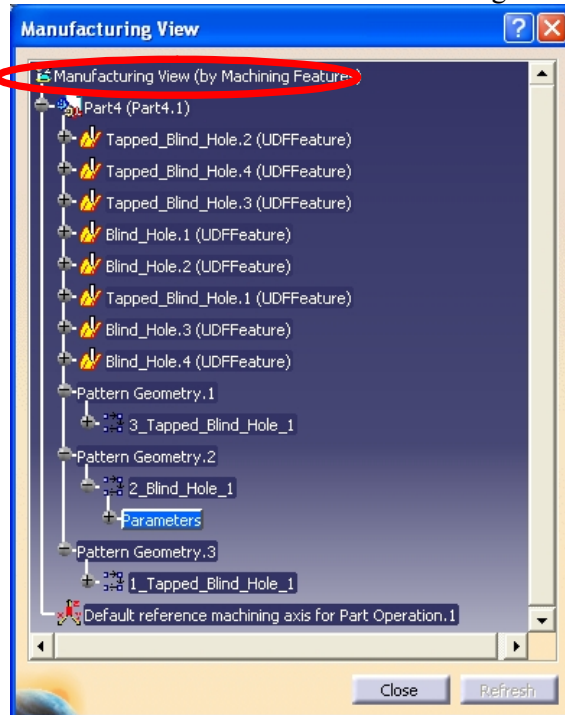 Manufacturing View
Manufacturing View (by Machining Features)
Part4 (Part4.1)
Tapped_Blind_Hole.2 (UDFFeature)
Tapped_Blind_Hole.4 (UDFFeature)
Tapped_Blind_Hole.3 (UDFFeature)
Blind_Hole.1 (UDFFeature)
Blind_Hole.2 (UDFFeature)
Tapped_Blind_Hole.1 (UDFFeature)
Blind_Hole.3 (UDFFeature)
Blind_Hole.4 (UDFFeature)
Pattern Geometry.1
3_Tapped_Blind_Hole_1
Pattern Geometry.2
2_Blind_Hole_1
Parameters
Pattern Geometry.3
1_Tapped_Blind_Hole_1
Default reference machining axis for Part Operation.1
Close Refresh